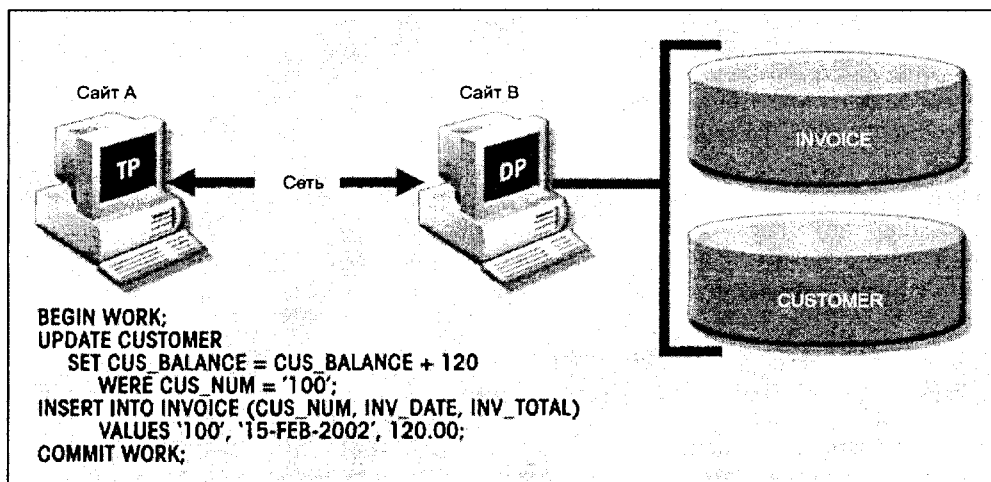 Сайт A
Сайт B
TP
Сеть
DP
INVOICE
CUSTOMER
BEGIN WORK;
UPDATE CUSTOMER
SET CUS_BALANCE = CUS_BALANCE + 120
WERE CUS_NUM = '100';
INSERT INTO INVOICE (CUS_NUM, INV_DATE, INV_TOTAL)
VALUES '100', '15-FEB-2002', 120.00;
COMMIT WORK;